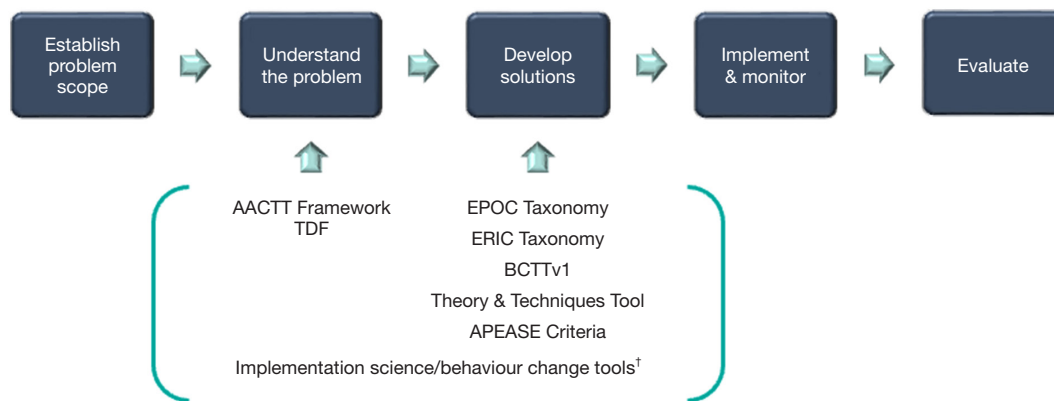 Establish
problem
scope
Understand
the problem
Develop
solutions
Implement
& monitor
Evaluate
AACTT Framework
TDF
EPOC Taxonomy
ERIC Taxonomy
BCTTv1
Theory & Techniques Tool
APEASE Criteria
Implementation science/behaviour change tools†